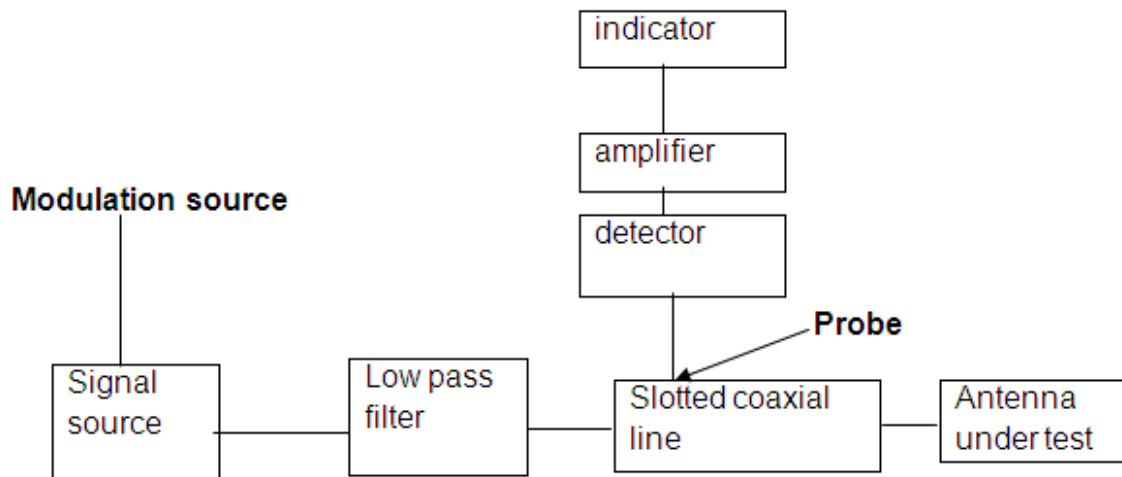 indicator
amplifier
Modulation source
detector
Probe
Signal
source
Low pass
filter
Slotted coaxial
line
Antenna
under test